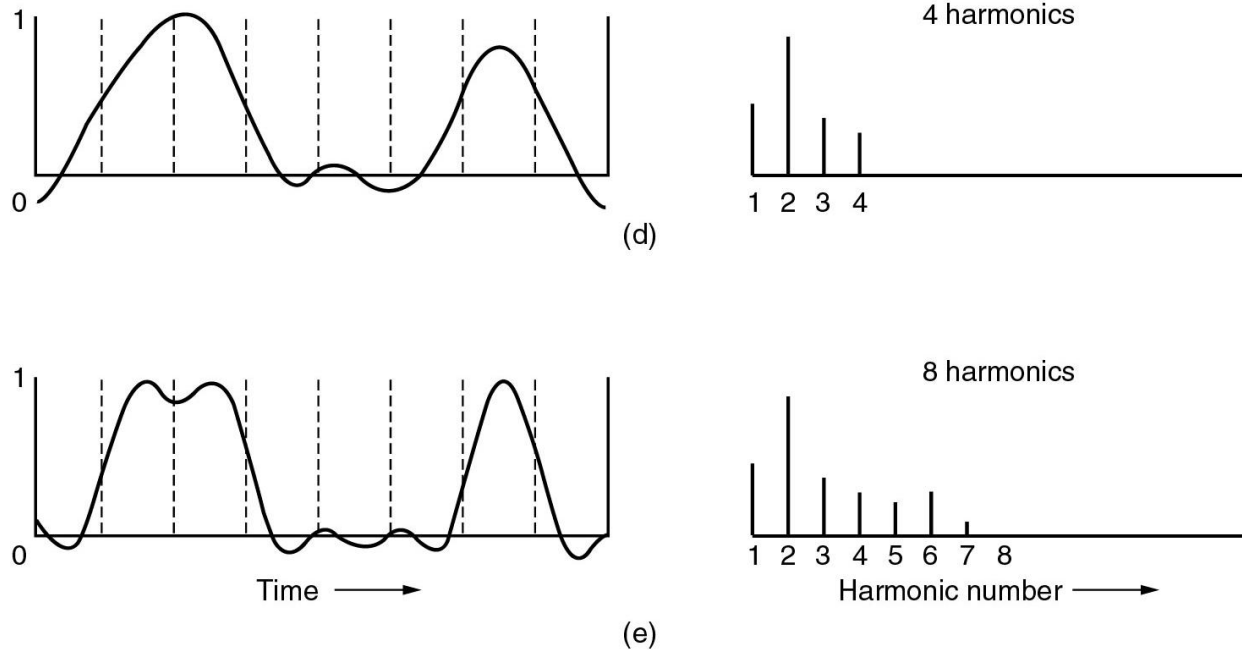 1
0
4 harmonics
1 2 3 4
(d)
1
0
Time
8 harmonics
1 2 3 4 5 6 7 8
Harmonic number
(e)